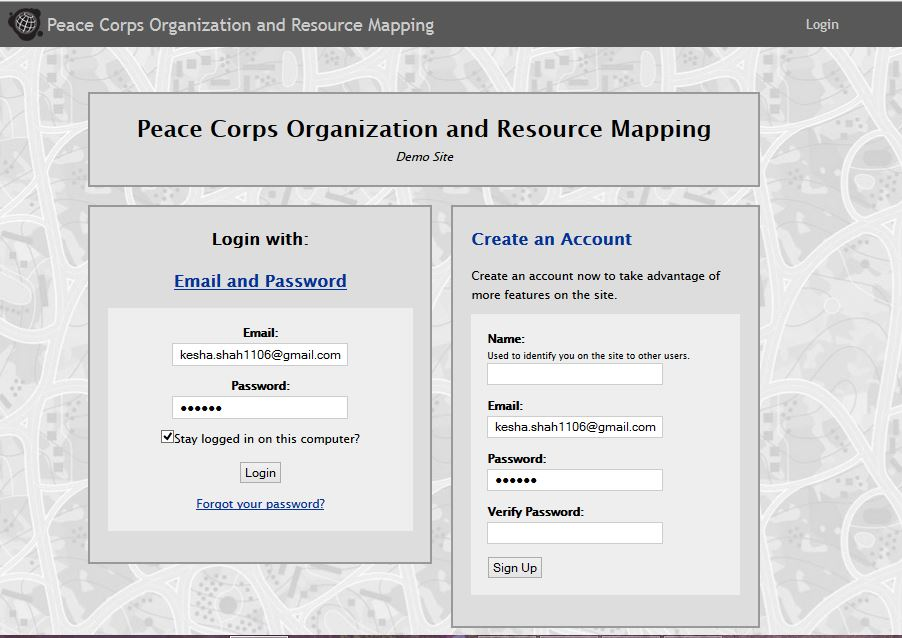 Peace Corps Organization and Resource Mapping
Login
Peace Corps Organization and Resource Mapping
Demo Site
Login with:
Email and Password
Email:
kesha.shah1106@gmail.com
Password:
••••••
Stay logged in on this computer?
Login
Forgot your password?
Create an Account
Create an account now to take advantage of
more features on the site.
Name:
Used to identify you on the site to other users.
Email:
kesha.shah1106@gmail.com
Password:
••••••
Verify Password:
Sign Up